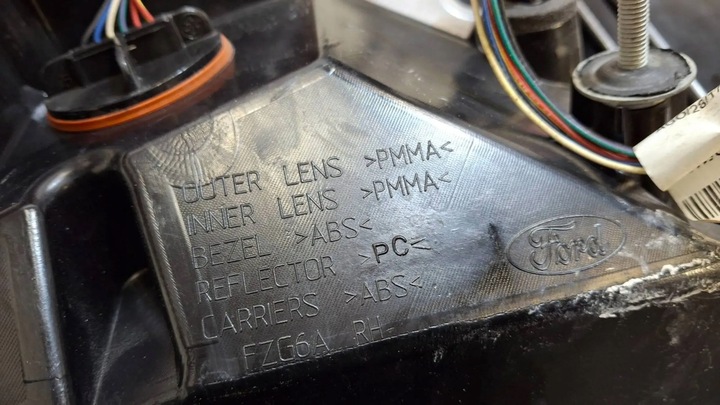 OUTER LENS >PMMA<
INNER LENS >PMMA<
BEZEL >ABS<
REFLECTOR >PC<
CARRIERS >ABS<
FZG6A RH
Ford